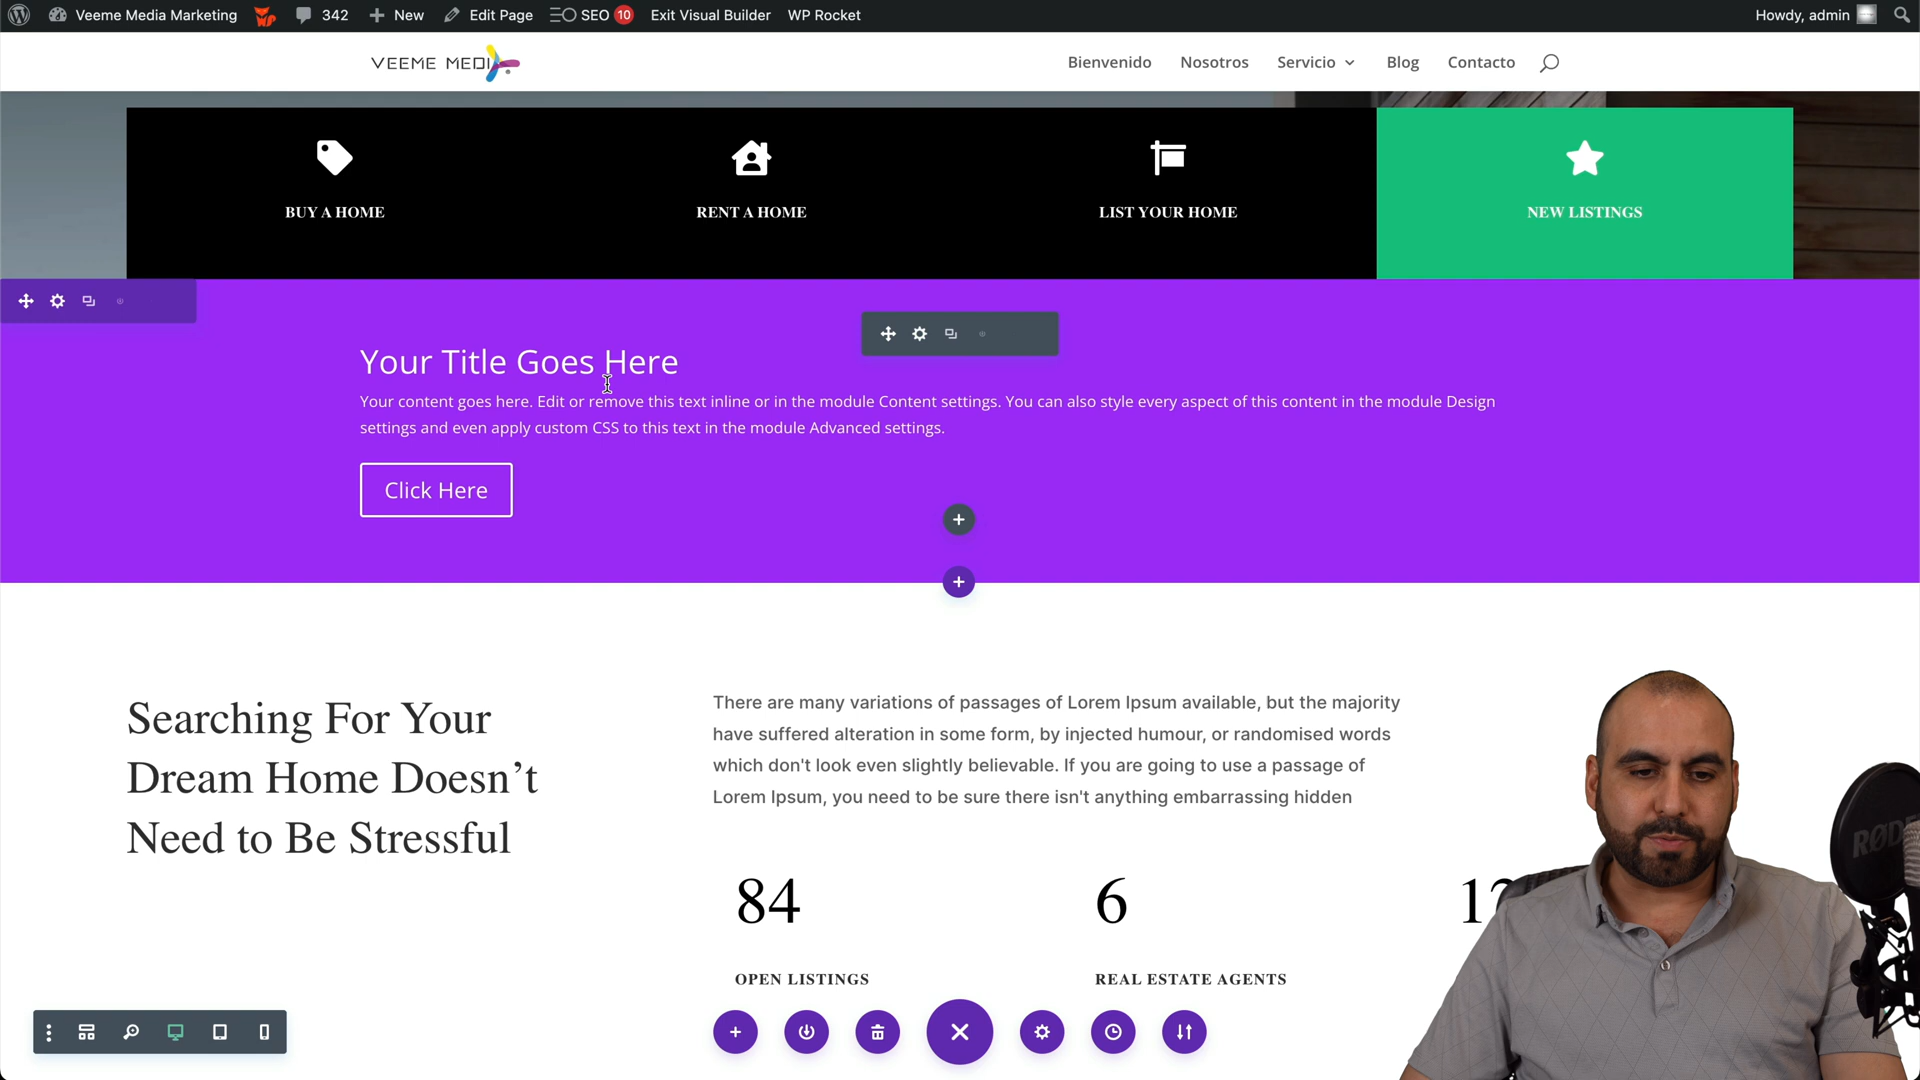 Veeme Media Marketing 342 New Edit Page SEO 10 Exit Visual Builder WP Rocket Howdy, admin
VEEME MEDI
Bienvenido Nosotros Servicio Blog Contacto
BUY A HOME RENT A HOME LIST YOUR HOME NEW LISTINGS
Your Title Goes Here
Your content goes here. Edit or remove this text inline or in the module Content settings. You can also style every aspect of this content in the module Design
settings and even apply custom CSS to this text in the module Advanced settings.
Click Here
Searching For Your
Dream Home Doesn’t
Need to Be Stressful
There are many variations of passages of Lorem Ipsum available, but the majority
have suffered alteration in some form, by injected humour, or randomised words
which don't look even slightly believable. If you are going to use a passage of
Lorem Ipsum, you need to be sure there isn't anything embarrassing hidden
84 6
OPEN LISTINGS REAL ESTATE AGENTS